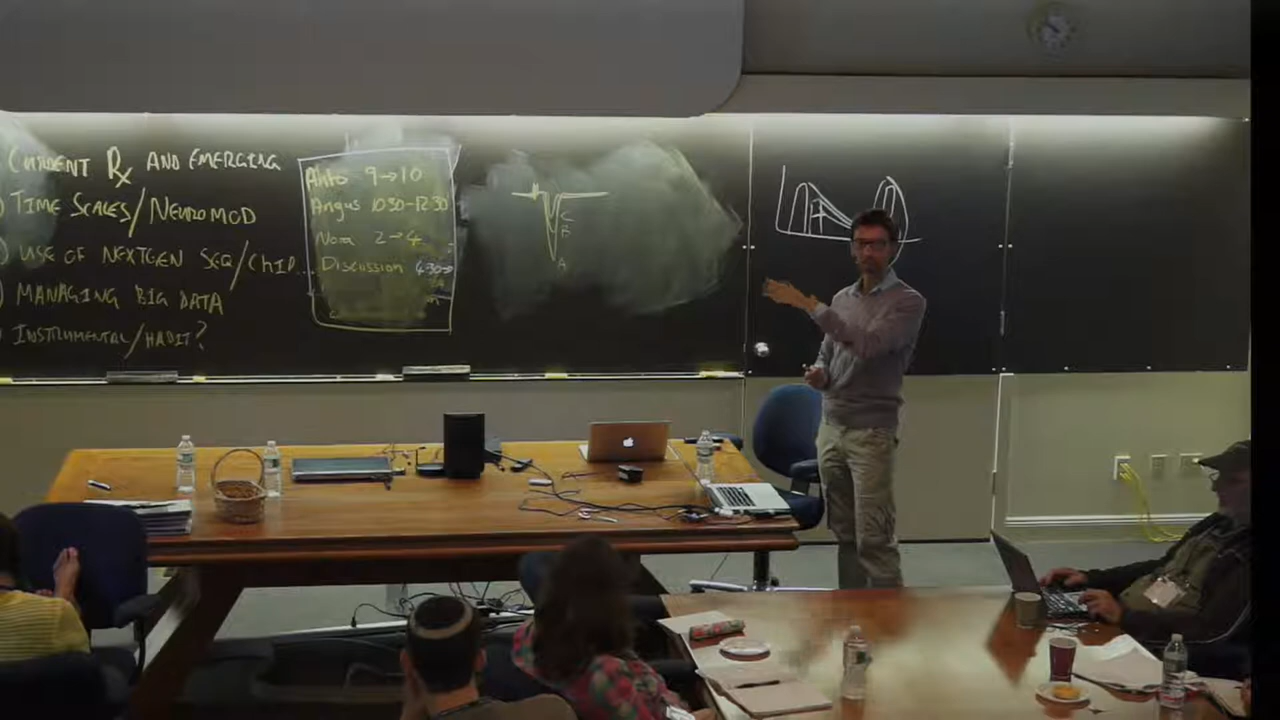 CURRENT Rx AND EMERGING
) TIME SCALES/NEUROMOD
) USE OF NEXTGEN SEQ/ChIP...
) MANAGING BIG DATA
) INSTRUMENTAL/HABIT?
9→10
Angus 1030-1230
Nora 2→4
Discussion 430→
C
B
A